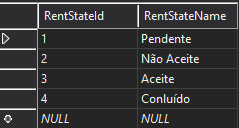 RentStateId RentStateName
1 Pendente
2 Não Aceite
3 Aceite
4 Conluído
NULL NULL